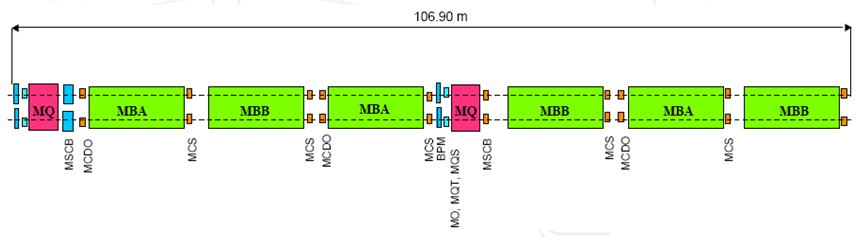 106.90 m
MQ
MBA
MBB
MBA
MQ
MBB
MBA
MBB
MSCB
MCDO
MCS
MCS
MCDO
MCS
BPM
MO, MQT, MQS
MSCB
MCS
MCDO
MCS